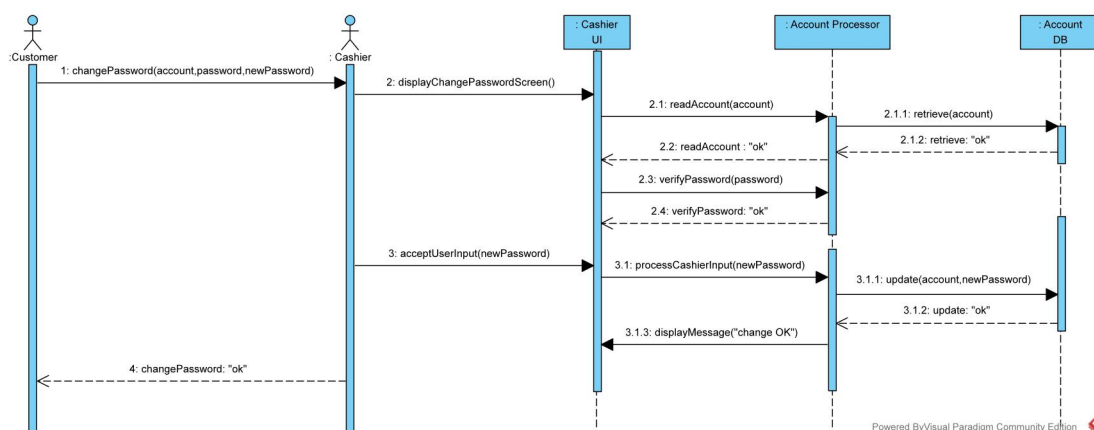 : Cashier
UI
: Account Processor
: Account
DB
:Customer
: Cashier
1: changePassword(account,password,newPassword)
2: displayChangePasswordScreen()
2.1: readAccount(account)
2.1.1: retrieve(account)
2.1.2: retrieve: "ok"
2.2: readAccount : "ok"
2.3: verifyPassword(password)
2.4: verifyPassword: "ok"
3: acceptUserInput(newPassword)
3.1: processCashierInput(newPassword)
3.1.1: update(account,newPassword)
3.1.2: update: "ok"
3.1.3: displayMessage("change OK")
4: changePassword: "ok"
Powered ByVisual Paradigm Community Edition